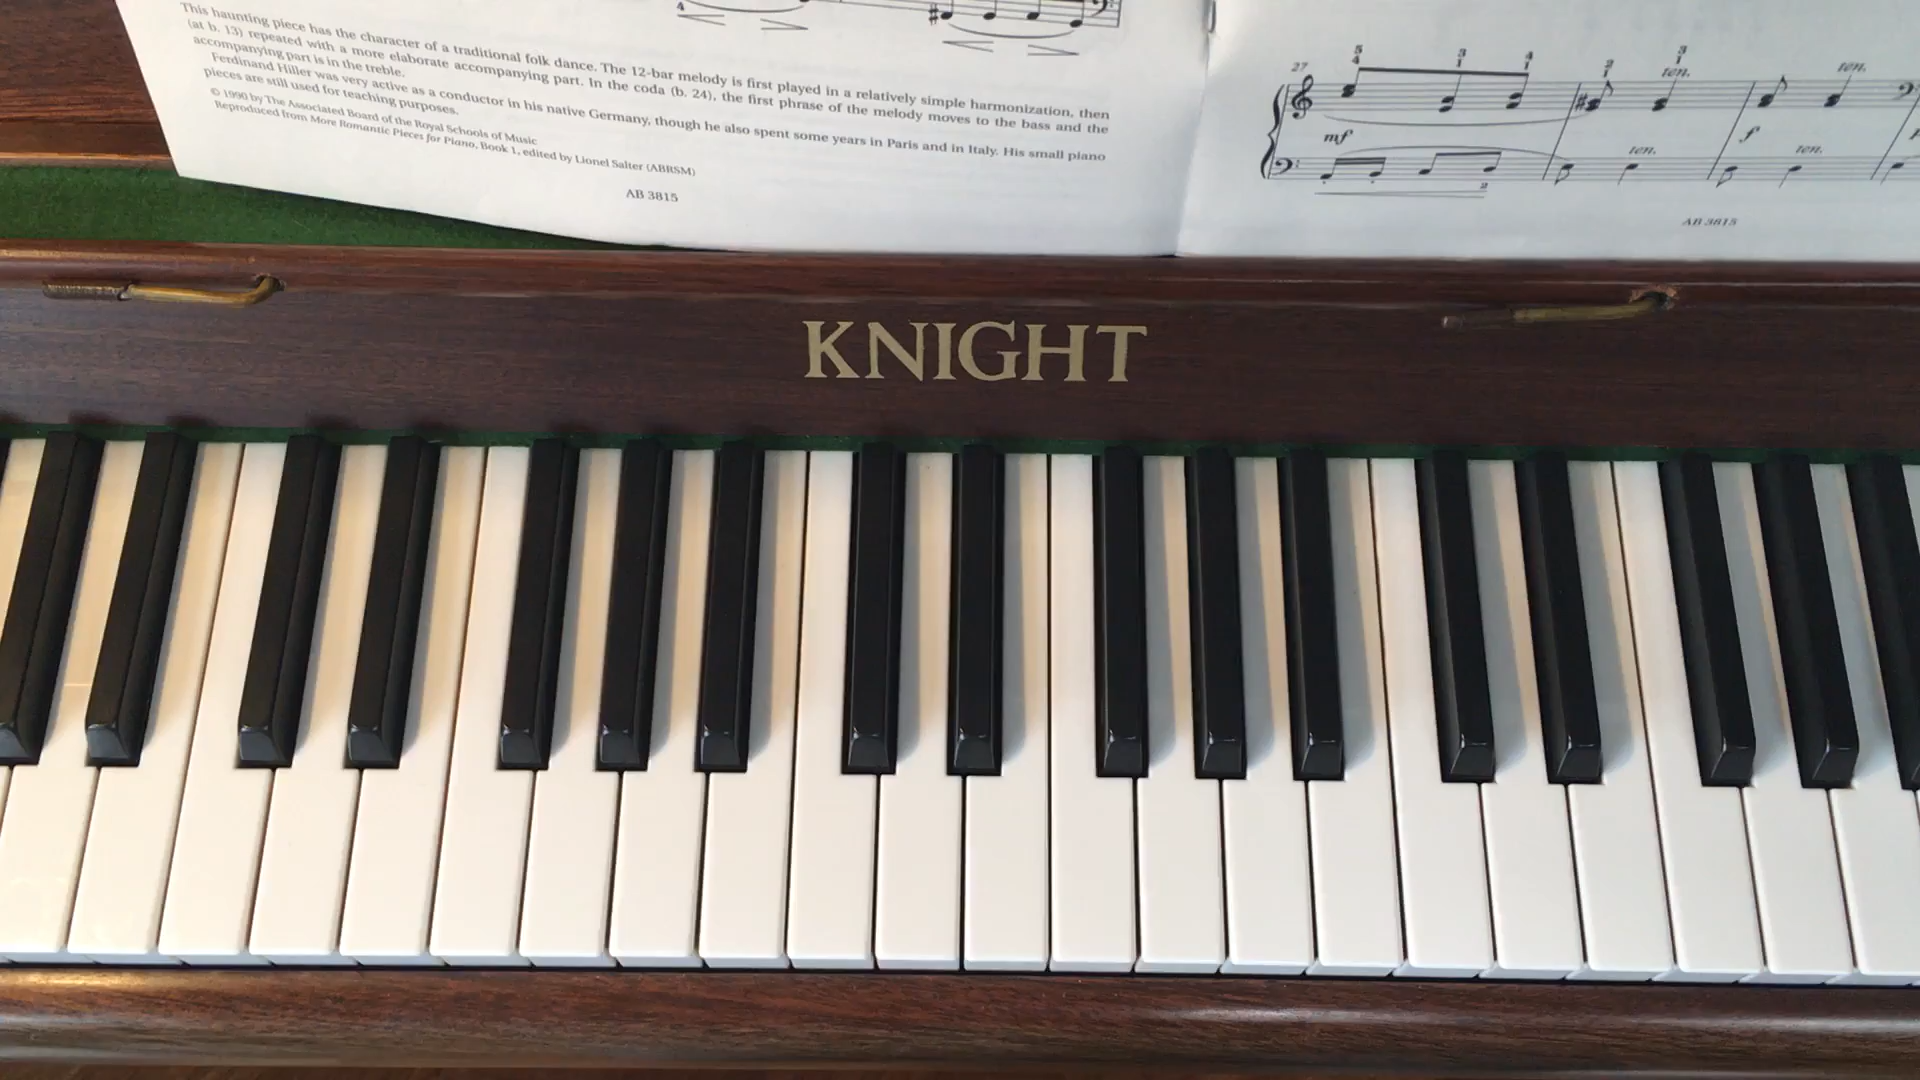 4
This haunting piece has the character of a traditional folk dance. The 12-bar melody is first played in a relatively simple harmonization, then
(at b. 13) repeated with a more elaborate accompanying part. In the coda (b. 24), the first phrase of the melody moves to the bass and the
accompanying part is in the treble.
Ferdinand Hiller was very active as a conductor in his native Germany, though he also spent some years in Paris and in Italy. His small piano
pieces are still used for teaching purposes.
© 1990 by The Associated Board of the Royal Schools of Music
Reproduced from More Romantic Pieces for Piano, Book 1, edited by Lionel Salter (ABRSM)
AB 3815
27
ten. ten.
mf f
ten. ten.
2
AB 3815
KNIGHT